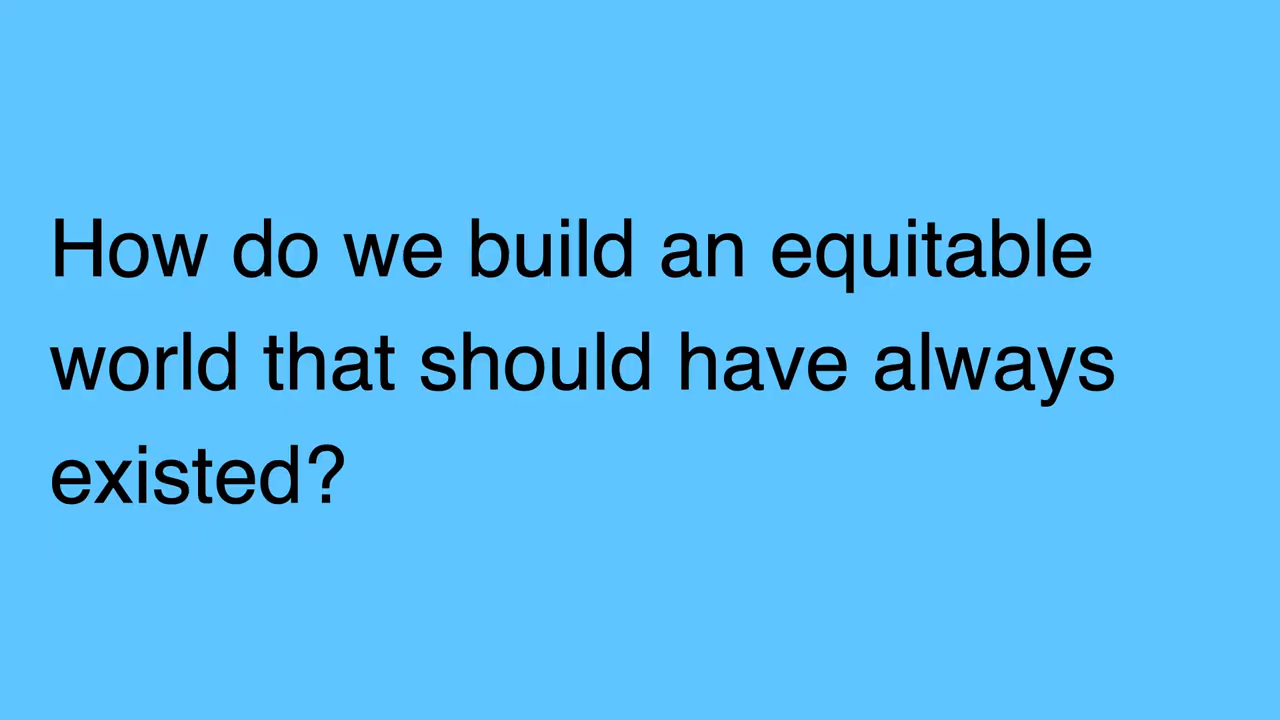 How do we build an equitable
world that should have always
existed?